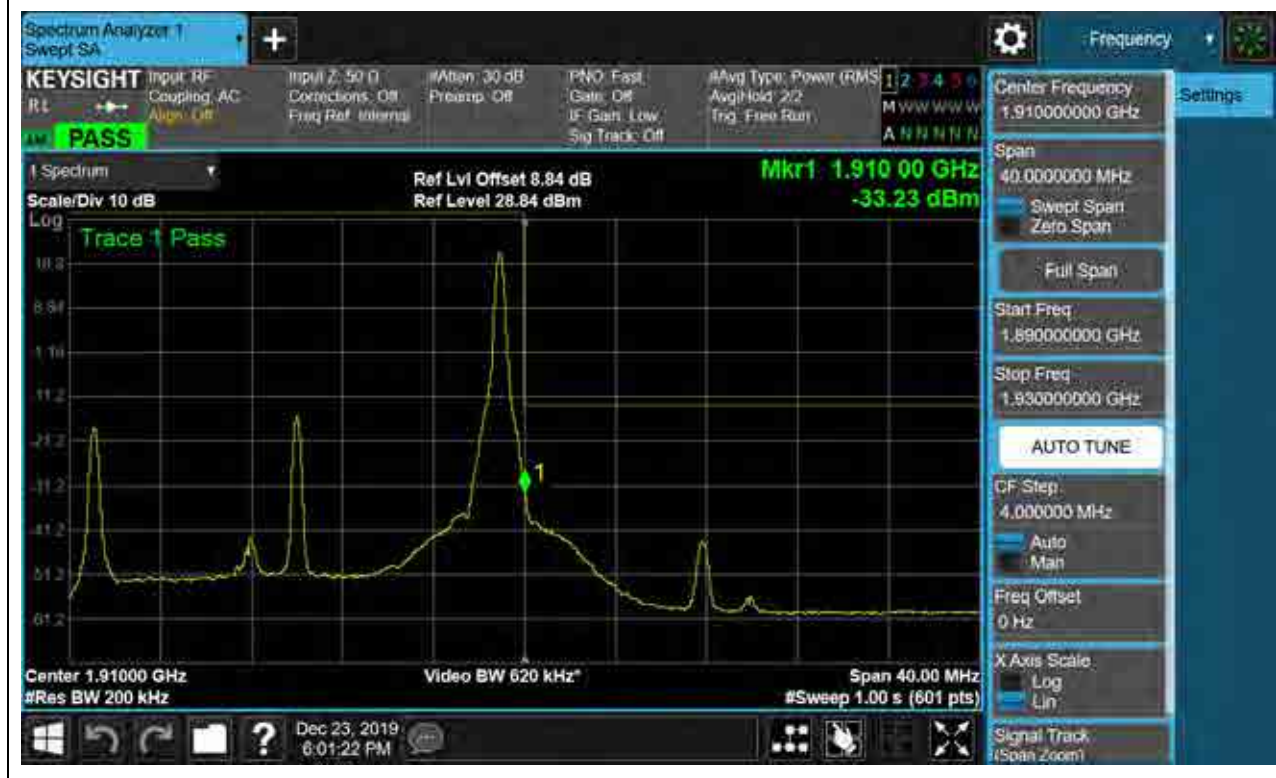 Spectrum Analyzer 1
Swept SA
+
Frequency
KEYSIGHT
Input: RF
Coupling: AC
Align: Off
Input Z: 50 Ω
Corrections: Off
Freq Ref: Internal
#Atten: 30 dB
Preamp: Off
PNO: Fast
Gate: Off
IF Gain: Low
Sig Track: Off
#Avg Type: Power (RMS
Avg|Hold: 2/2
Trig: Free Run
1 2 3 4 5 6
M W W W W W
A N N N N N
PASS
1 Spectrum
Scale/Div 10 dB
Ref Lvl Offset 8.84 dB
Ref Level 28.84 dBm
Mkr1 1.910 00 GHz
-33.23 dBm
Log
Trace 1 Pass
8.84
-1.16
-11.2
-21.2
-41.2
-51.2
-61.2
1
Center 1.91000 GHz
#Res BW 200 kHz
Video BW 620 kHz*
Span 40.00 MHz
#Sweep 1.00 s (601 pts)
Dec 23, 2019
6:01:22 PM
?
Center Frequency
1.910000000 GHz
Settings
Span
40.0000000 MHz
Swept Span
Zero Span
Full Span
Start Freq
1.890000000 GHz
Stop Freq
1.930000000 GHz
AUTO TUNE
CF Step
4.000000 MHz
Auto
Man
Freq Offset
0 Hz
X Axis Scale
Log
Lin
Signal Track
(Span Zoom)